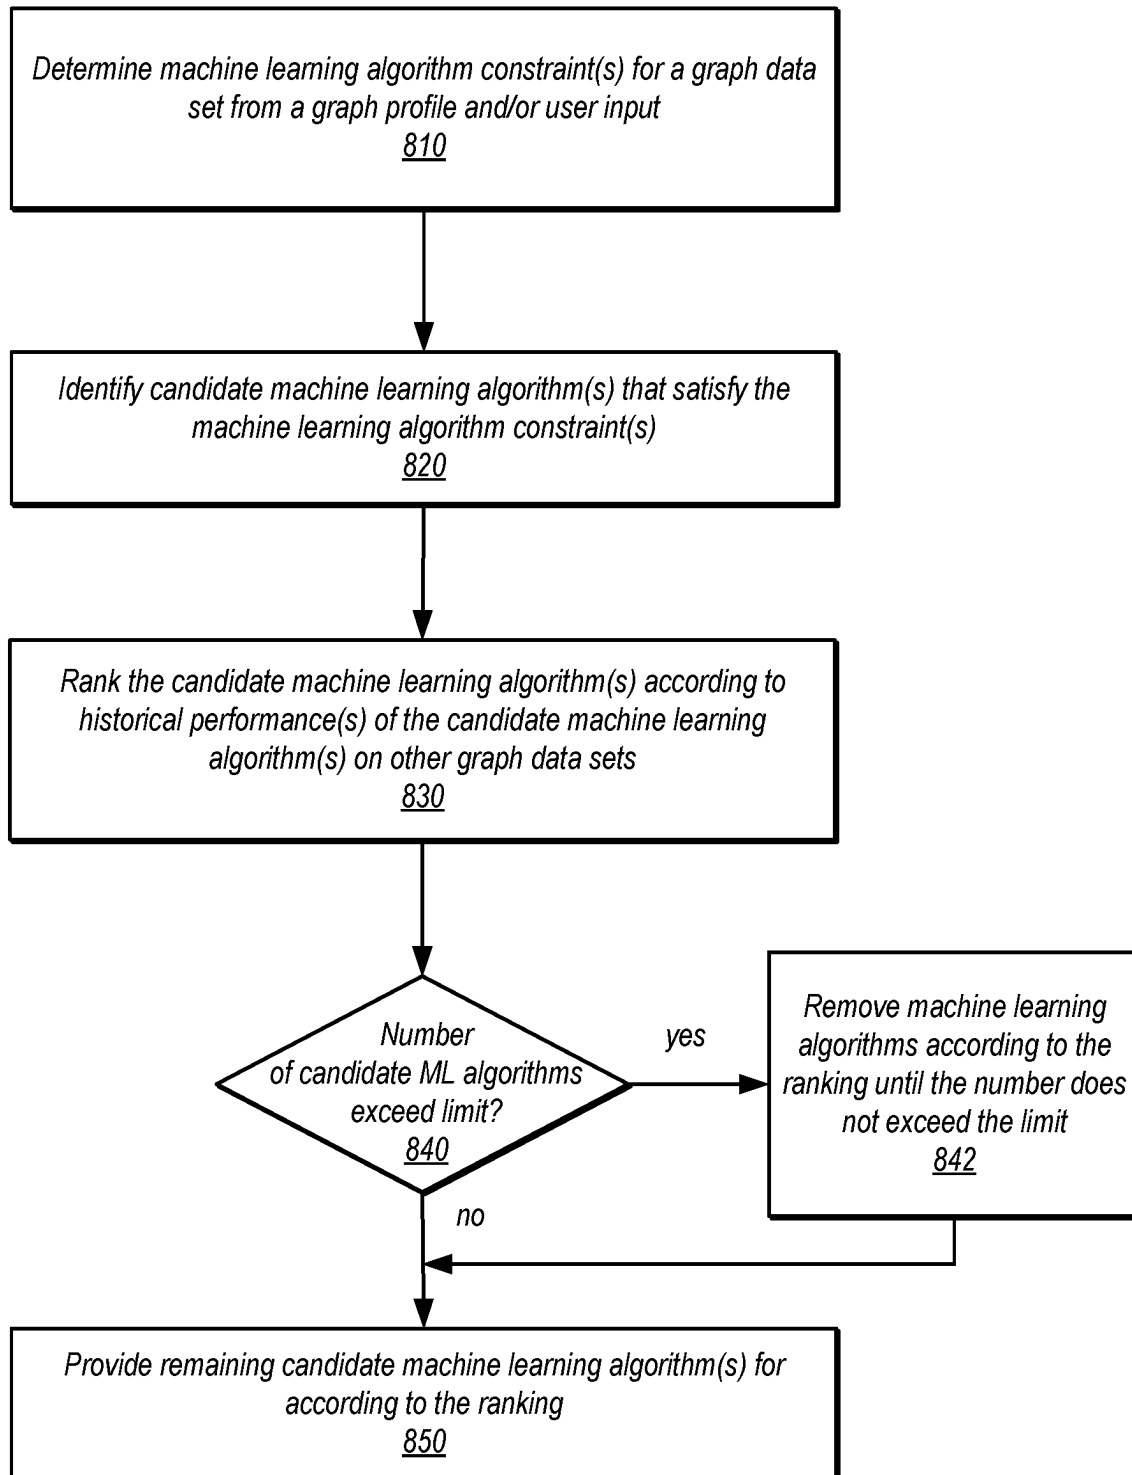 Determine machine learning algorithm constraint(s) for a graph data
set from a graph profile and/or user input
810
Identify candidate machine learning algorithm(s) that satisfy the
machine learning algorithm constraint(s)
820
Rank the candidate machine learning algorithm(s) according to
historical performance(s) of the candidate machine learning
algorithm(s) on other graph data sets
830
Number
of candidate ML algorithms
exceed limit?
840
yes
Remove machine learning
algorithms according to the
ranking until the number does
not exceed the limit
842
no
Provide remaining candidate machine learning algorithm(s) for
according to the ranking
850